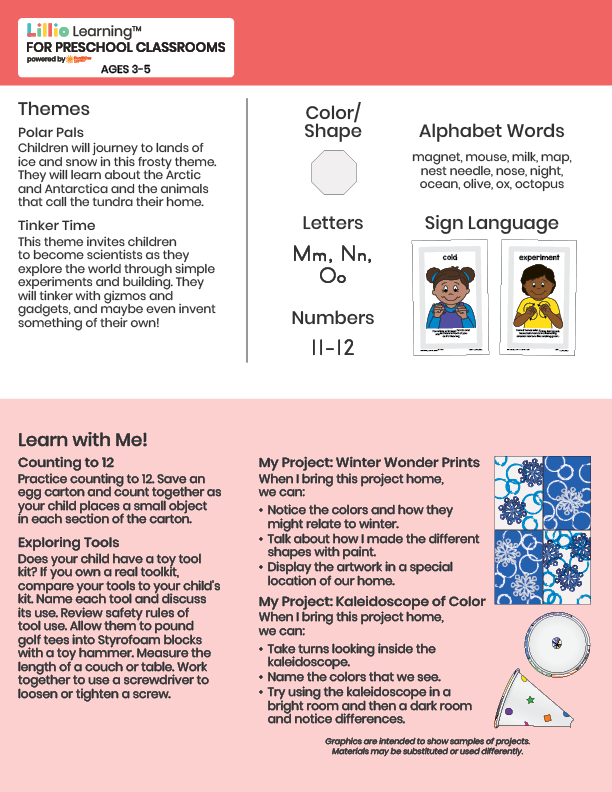 Lillio Learning™
FOR PRESCHOOL CLASSROOMS
powered by
AGES 3-5
Themes
Polar Pals
Children will journey to lands of
ice and snow in this frosty theme.
They will learn about the Arctic
and Antarctica and the animals
that call the tundra their home.
Tinker Time
This theme invites children
to become scientists as they
explore the world through simple
experiments and building. They
will tinker with gizmos and
gadgets, and maybe even invent
something of their own!
Color/
Shape
Letters
Mm, Nn,
Oo
Numbers
11-12
Alphabet Words
magnet, mouse, milk, map,
nest needle, nose, night,
ocean, olive, ox, octopus
Sign Language
cold
experiment
Learn with Me!
Counting to 12
Practice counting to 12. Save an
egg carton and count together as
your child places a small object
in each section of the carton.
Exploring Tools
Does your child have a toy tool
kit? If you own a real toolkit,
compare your tools to your child's
kit. Name each tool and discuss
its use. Review safety rules of
tool use. Allow them to pound
golf tees into Styrofoam blocks
with a toy hammer. Measure the
length of a couch or table. Work
together to use a screwdriver to
loosen or tighten a screw.
My Project: Winter Wonder Prints
When I bring this project home,
we can:
• Notice the colors and how they
might relate to winter.
• Talk about how I made the different
shapes with paint.
• Display the artwork in a special
location of our home.
My Project: Kaleidoscope of Color
When I bring this project home,
we can:
• Take turns looking inside the
kaleidoscope.
• Name the colors that we see.
• Try using the kaleidoscope in a
bright room and then a dark room
and notice differences.
Graphics are intended to show samples of projects.
Materials may be substituted or used differently.